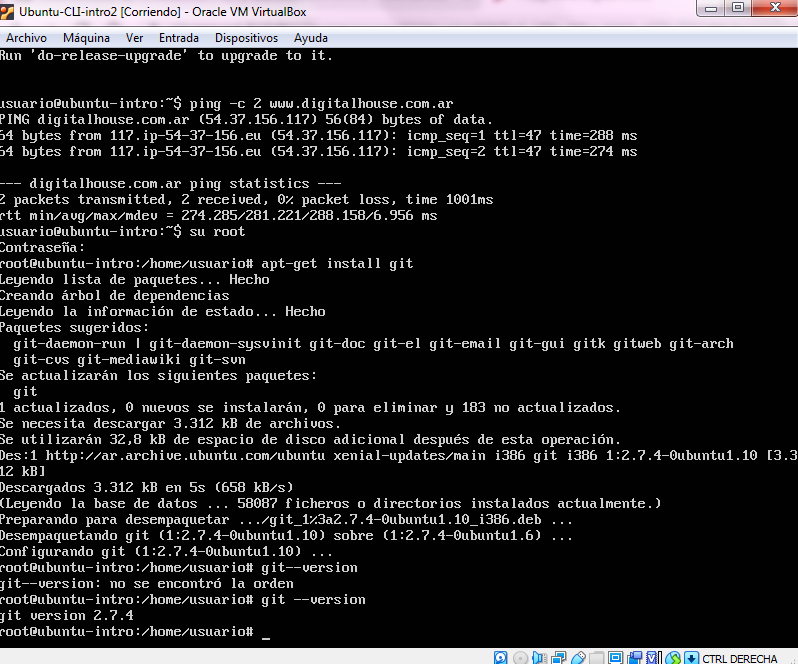 Ubuntu-CLI-intro2 [Corriendo] - Oracle VM VirtualBox
Archivo Máquina Ver Entrada Dispositivos Ayuda
Run 'do-release-upgrade' to upgrade to it.
usuario@ubuntu-intro:~$ ping -c 2 www.digitalhouse.com.ar
PING digitalhouse.com.ar (54.37.156.117) 56(84) bytes of data.
64 bytes from 117.ip-54-37-156.eu (54.37.156.117): icmp_seq=1 ttl=47 time=288 ms
64 bytes from 117.ip-54-37-156.eu (54.37.156.117): icmp_seq=2 ttl=47 time=274 ms
--- digitalhouse.com.ar ping statistics ---
2 packets transmitted, 2 received, 0% packet loss, time 1001ms
rtt min/avg/max/mdev = 274.285/281.221/288.158/6.956 ms
usuario@ubuntu-intro:~$ su root
Contraseña:
root@ubuntu-intro:/home/usuario# apt-get install git
Leyendo lista de paquetes... Hecho
Creando árbol de dependencias
Leyendo la información de estado... Hecho
Paquetes sugeridos:
git-daemon-run | git-daemon-sysvinit git-doc git-el git-email git-gui gitk gitweb git-arch
git-cvs git-mediawiki git-svn
Se actualizarán los siguientes paquetes:
git
1 actualizados, 0 nuevos se instalarán, 0 para eliminar y 183 no actualizados.
Se necesita descargar 3.312 kB de archivos.
Se utilizarán 32,8 kB de espacio de disco adicional después de esta operación.
Des:1 http://ar.archive.ubuntu.com/ubuntu xenial-updates/main i386 git i386 1:2.7.4-0ubuntu1.10 [3.3
12 kB]
Descargados 3.312 kB en 5s (658 kB/s)
(Leyendo la base de datos ... 58087 ficheros o directorios instalados actualmente.)
Preparando para desempaquetar .../git_1%3a2.7.4-0ubuntu1.10_i386.deb ...
Desempaquetando git (1:2.7.4-0ubuntu1.10) sobre (1:2.7.4-0ubuntu1.6) ...
Configurando git (1:2.7.4-0ubuntu1.10) ...
root@ubuntu-intro:/home/usuario# git--version
git--version: no se encontró la orden
root@ubuntu-intro:/home/usuario# git --version
git version 2.7.4
root@ubuntu-intro:/home/usuario# _
CTRL DERECHA